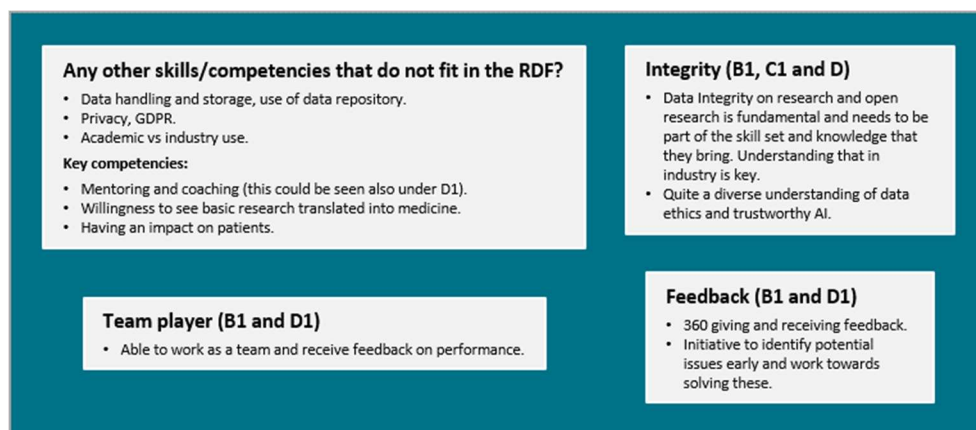 Any other skills/competencies that do not fit in the RDF?
• Data handling and storage, use of data repository.
• Privacy, GDPR.
• Academic vs industry use.
Key competencies:
• Mentoring and coaching (this could be seen also under D1).
• Willingness to see basic research translated into medicine.
• Having an impact on patients.
Integrity (B1, C1 and D)
• Data Integrity on research and open
research is fundamental and needs to be
part of the skill set and knowledge that
they bring. Understanding that in
industry is key.
• Quite a diverse understanding of data
ethics and trustworthy AI.
Team player (B1 and D1)
• Able to work as a team and receive feedback on performance.
Feedback (B1 and D1)
• 360 giving and receiving feedback.
• Initiative to identify potential
issues early and work towards
solving these.